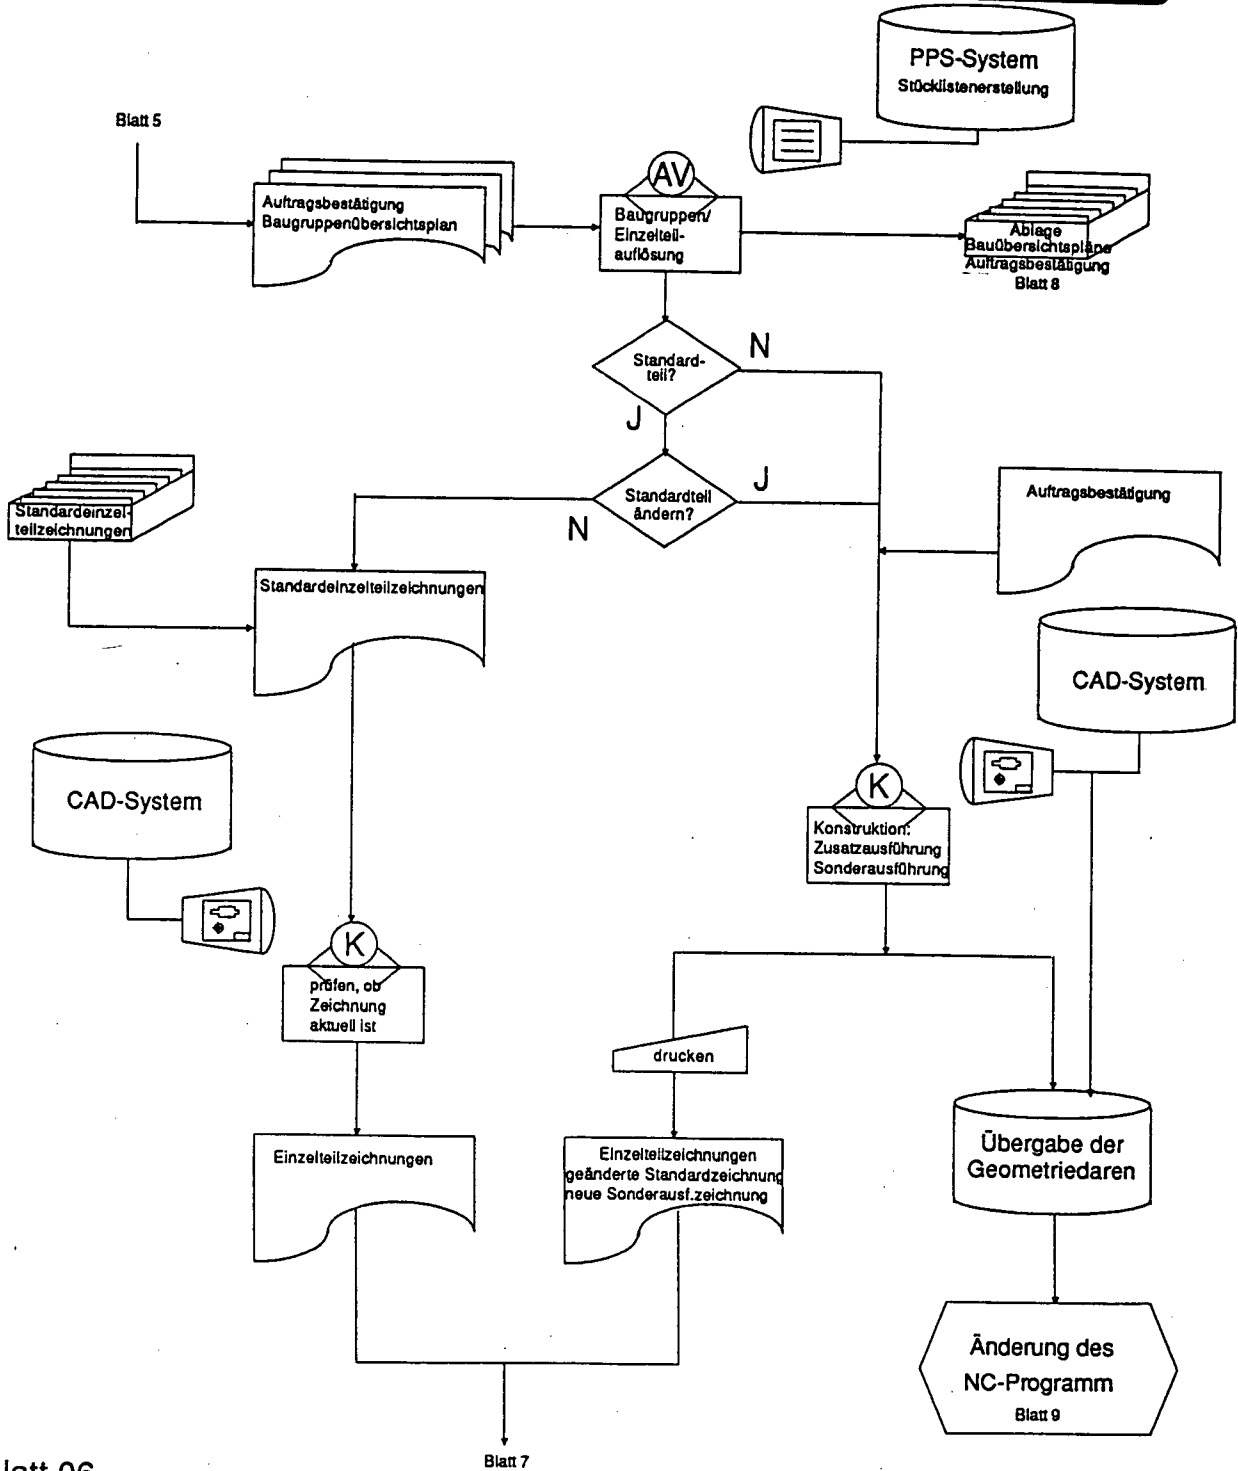 PPS-System
Stücklistenerstellung
Blatt 5
AV
Auftragsbestätigung
Baugruppenübersichtsplan
Baugruppen/
Einzelteil-
auflösung
Ablage
Bauübersichtspläne
Auftragsbestätigung
Blatt 8
Standard-
teil?
N
J
Standardteil
ändern?
J
N
Standardeinzel-
teilzeichnungen
Auftragsbestätigung
Standardeinzelteilzeichnungen
CAD-System
CAD-System
K
Konstruktion:
Zusatzausführung
Sonderausführung
K
prüfen, ob
Zeichnung
aktuell ist
drucken
Einzelteilzeichnungen
Einzelteilzeichnungen
geänderte Standardzeichnung
neue Sonderausf.zeichnung
Übergabe der
Geometriedaren
Änderung des
NC-Programm
Blatt 9
Blatt 7